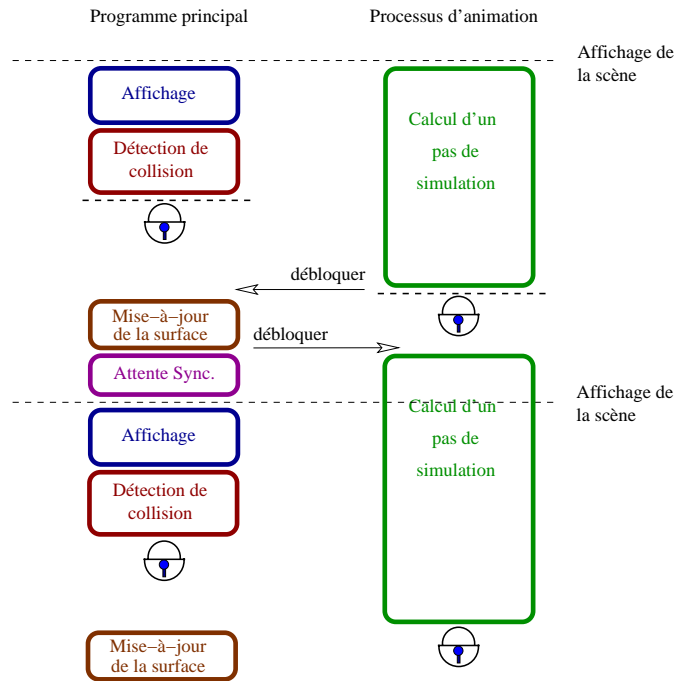 Programme principal
Processus d'animation
Affichage de
la scène
Affichage
Calcul d'un
pas de
simulation
Détection de
collision
débloquer
Mise–à–jour
de la surface
débloquer
Attente Sync.
Affichage de
la scène
Affichage
Calcul d'un
pas de
simulation
Détection de
collision
Mise–à–jour
de la surface